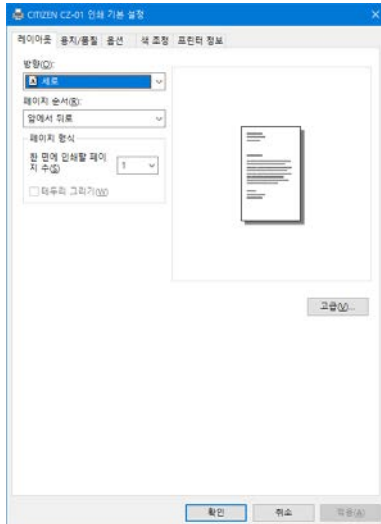 CITIZEN CZ-01 인쇄 기본 설정
레이아웃 용지/품질 옵션 색 조정 프린터 정보
방향(O):
세로
페이지 순서(R):
앞에서 뒤로
페이지 형식
한 면에 인쇄할 페이
지 수(S)
1
테두리 그리기(W)
고급(V)...
확인 취소 적용(A)